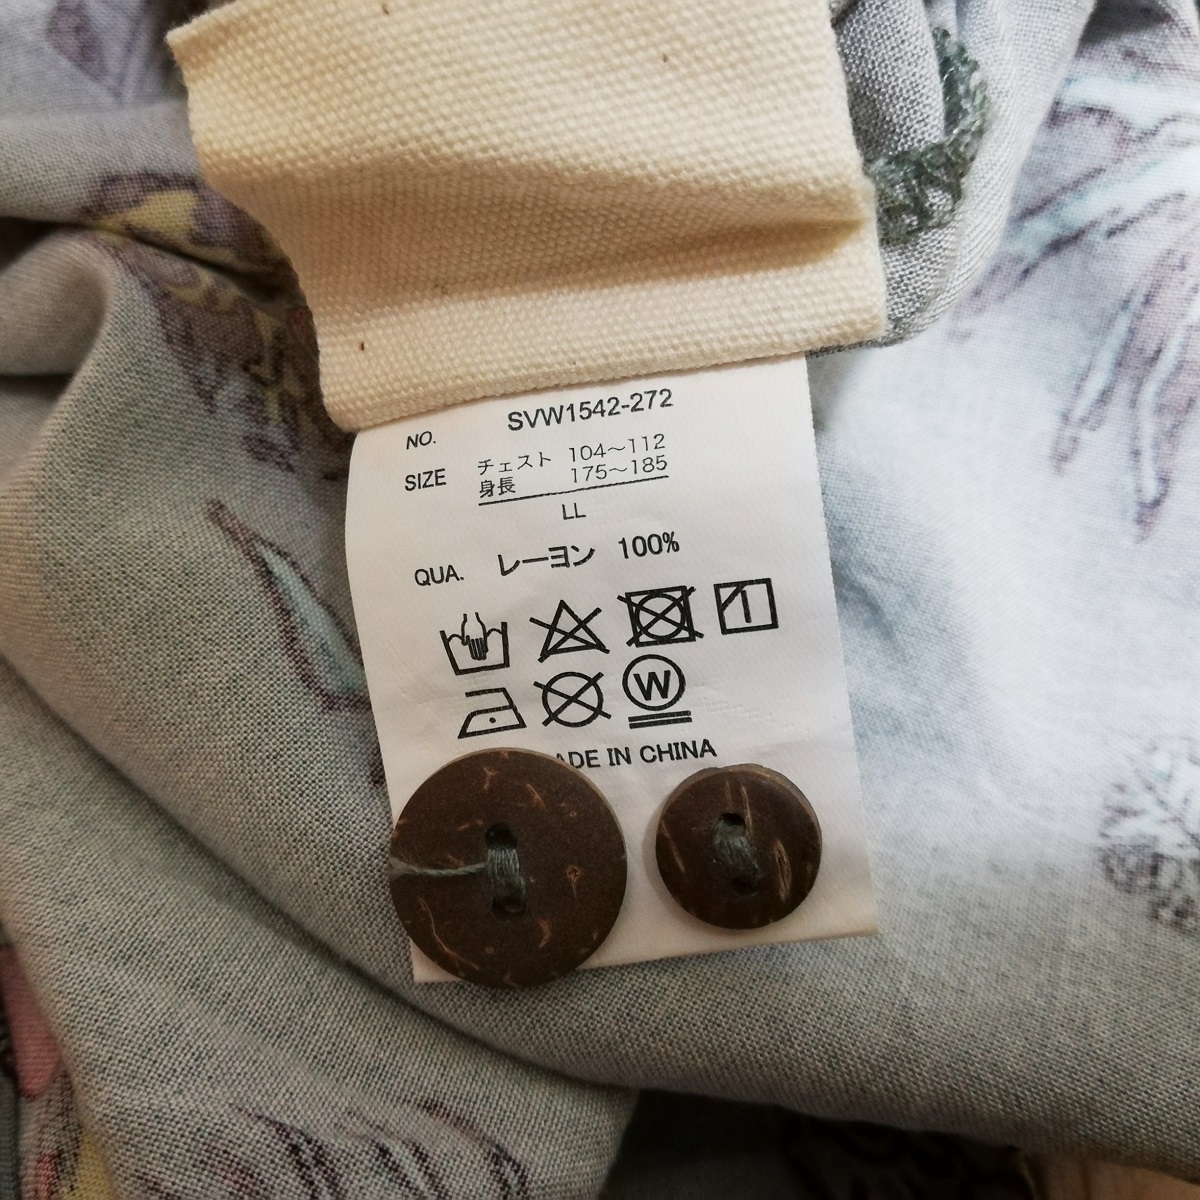 NO. SVW1542-272
SIZE チェスト 104～112
身長 175～185
LL
QUA. レーヨン 100%
W
ADE IN CHINA